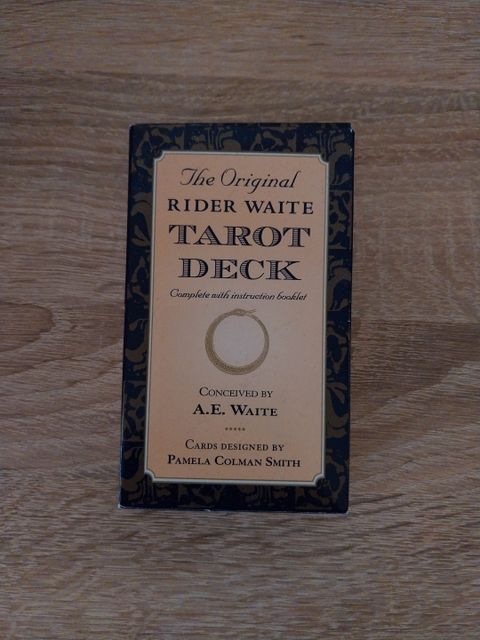 The Original
RIDER WAITE
TAROT
DECK
Complete with instruction booklet
CONCEIVED BY
A.E. WAITE
CARDS DESIGNED BY
PAMELA COLMAN SMITH